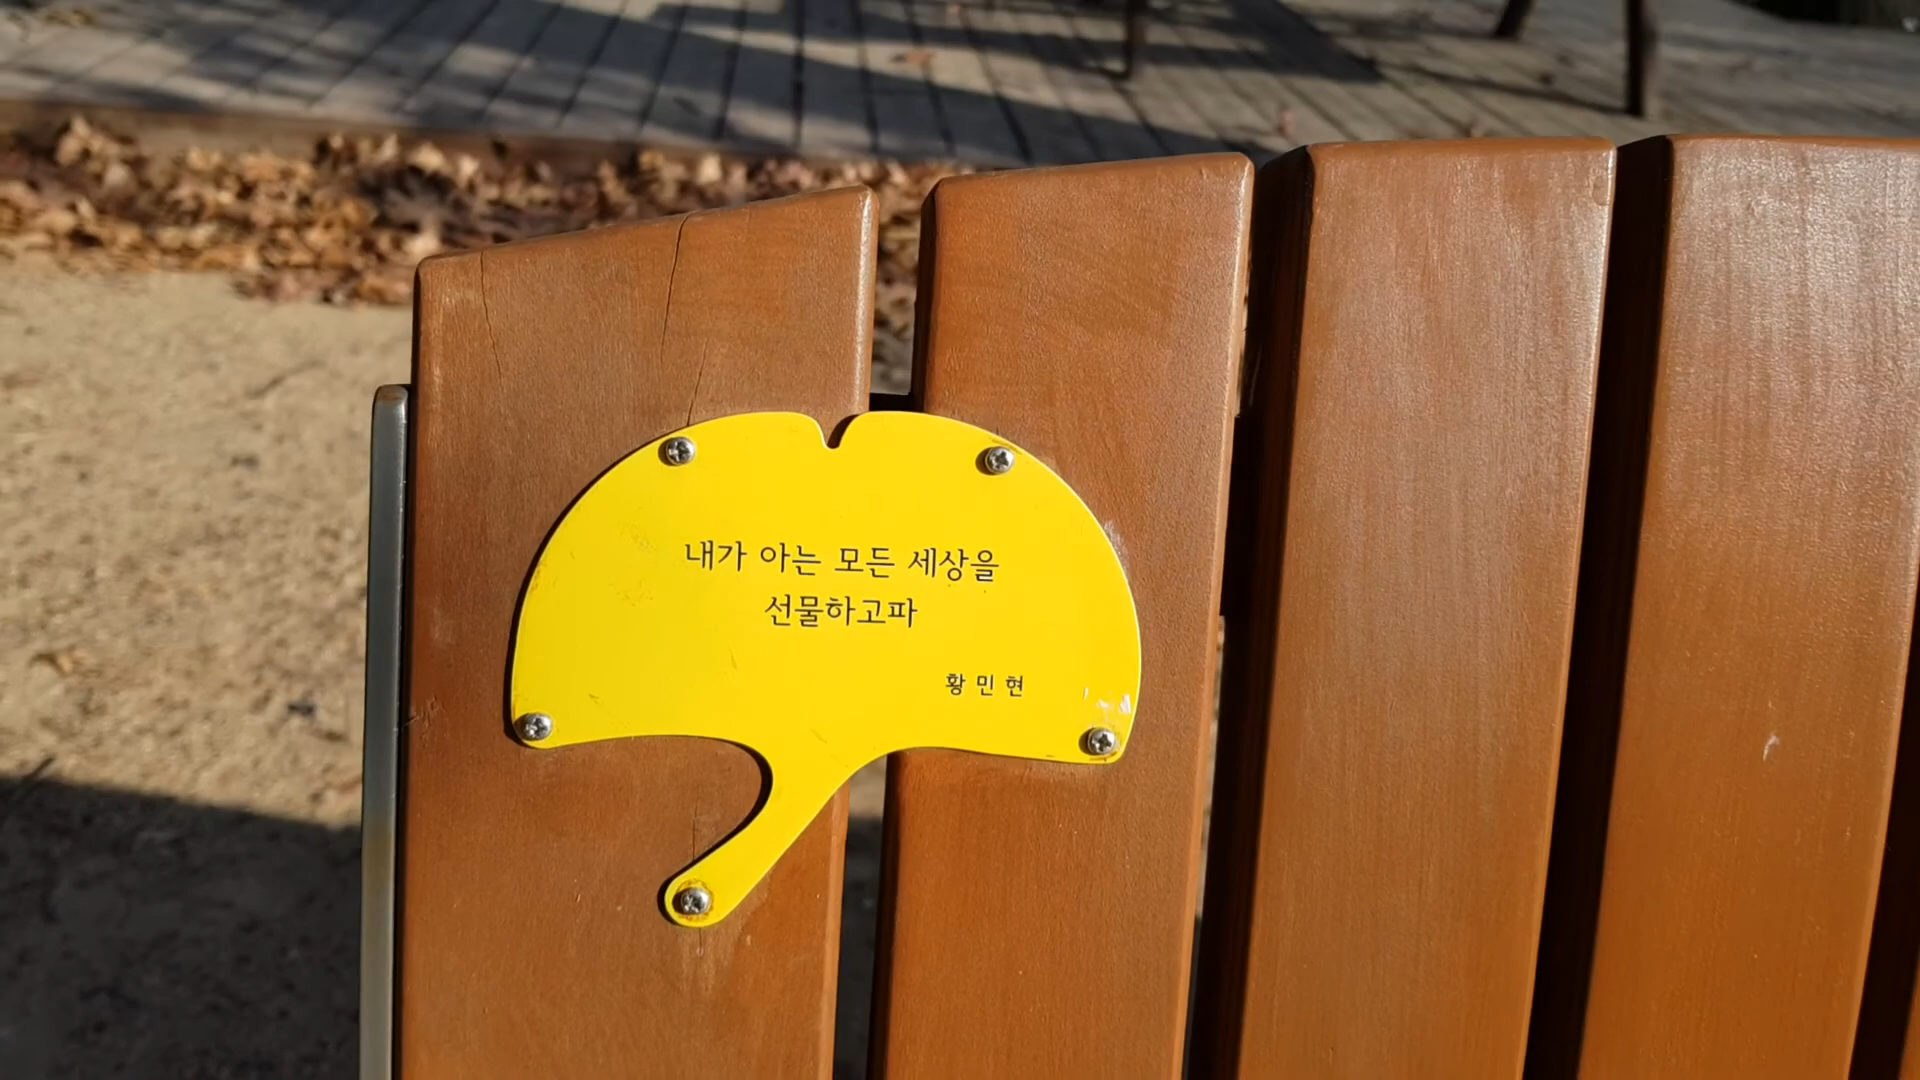 내가 아는 모든 세상을
선물하고파
황민현